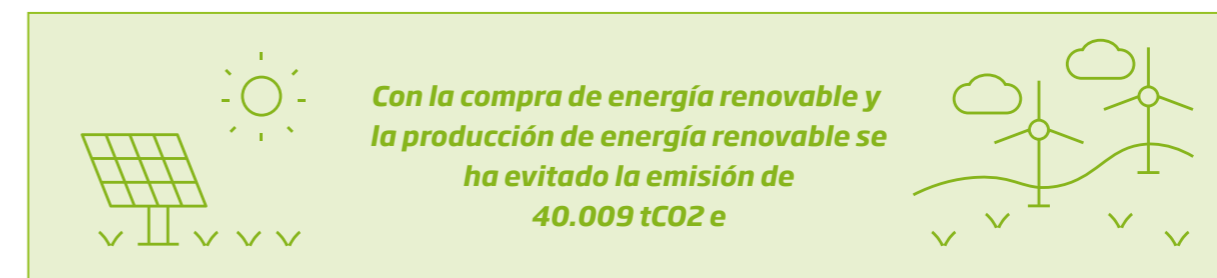 Con la compra de energía renovable y
la producción de energía renovable se
ha evitado la emisión de
40.009 tCO2 e